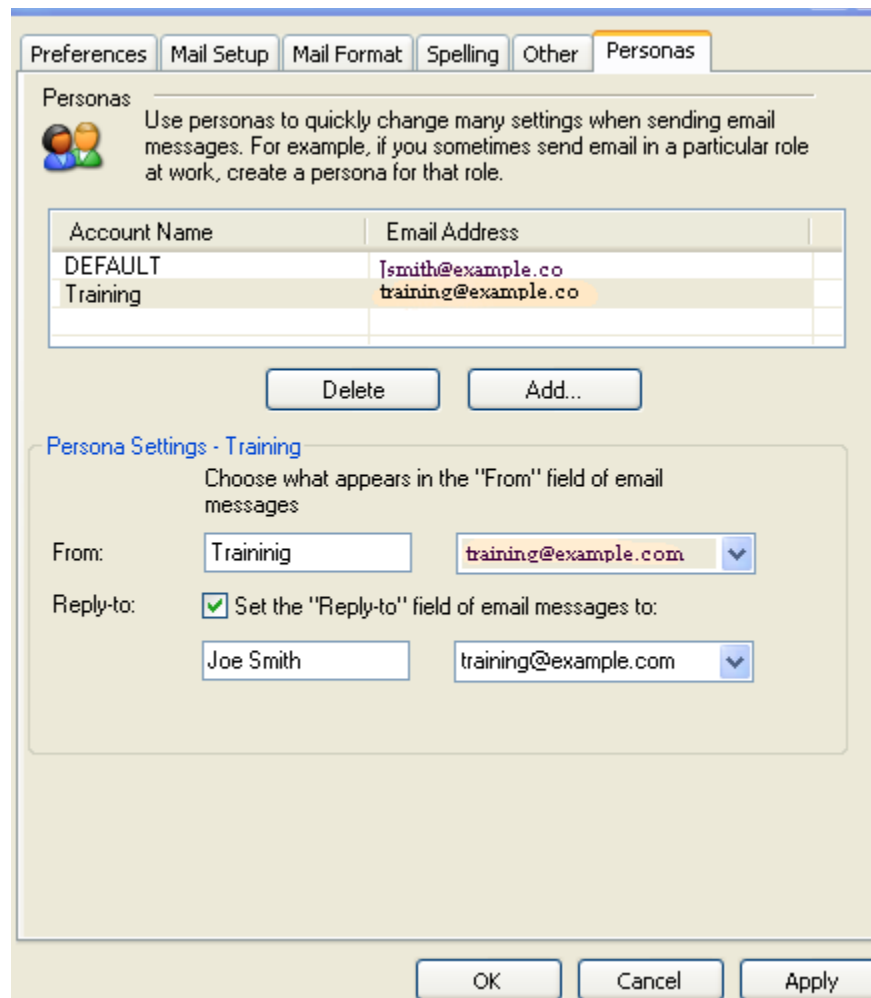 Preferences Mail Setup Mail Format Spelling Other Personas
Personas
Use personas to quickly change many settings when sending email
messages. For example, if you sometimes send email in a particular role
at work, create a persona for that role.
Account Name Email Address
DEFAULT Jsmith@example.co
Training training@example.co
Delete Add...
Persona Settings - Training
Choose what appears in the "From" field of email
messages
From: Traininig training@example.com
Reply-to: Set the "Reply-to" field of email messages to:
Joe Smith training@example.com
OK Cancel Apply